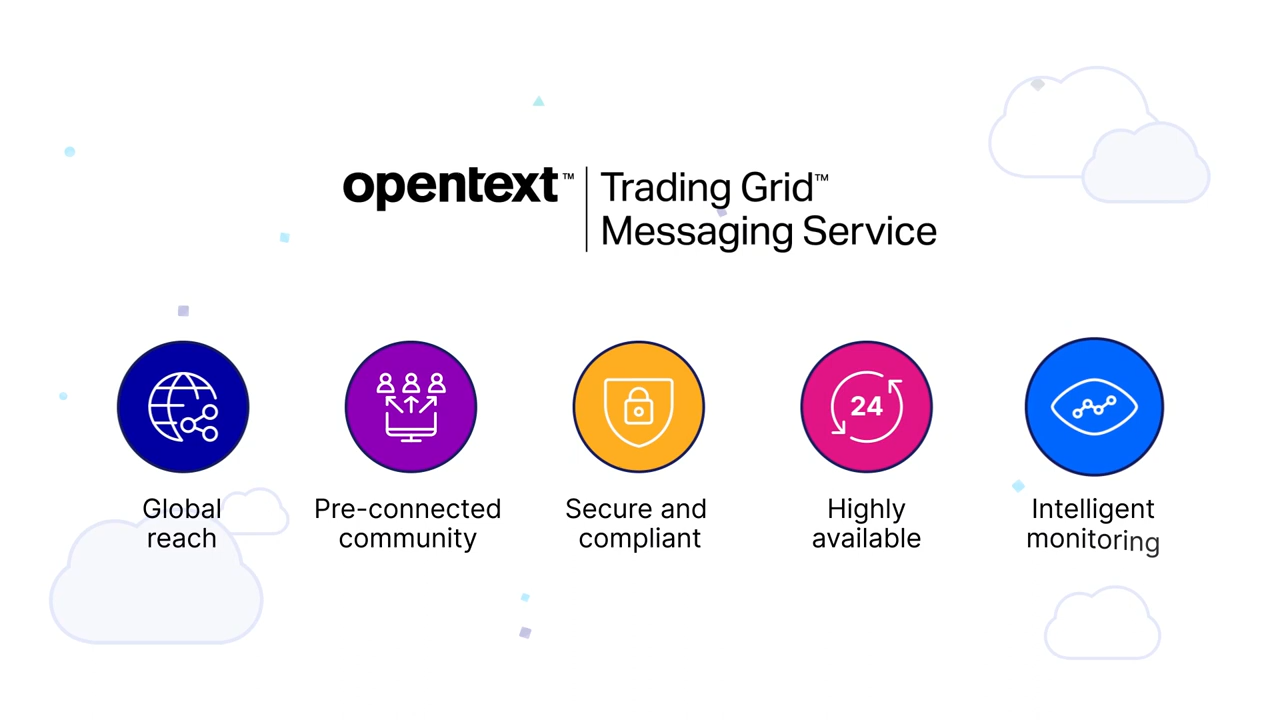 opentext™ | Trading Grid™
Messaging Service
24
Global
reach
Pre-connected
community
Secure and
compliant
Highly
available
Intelligent
monitoring